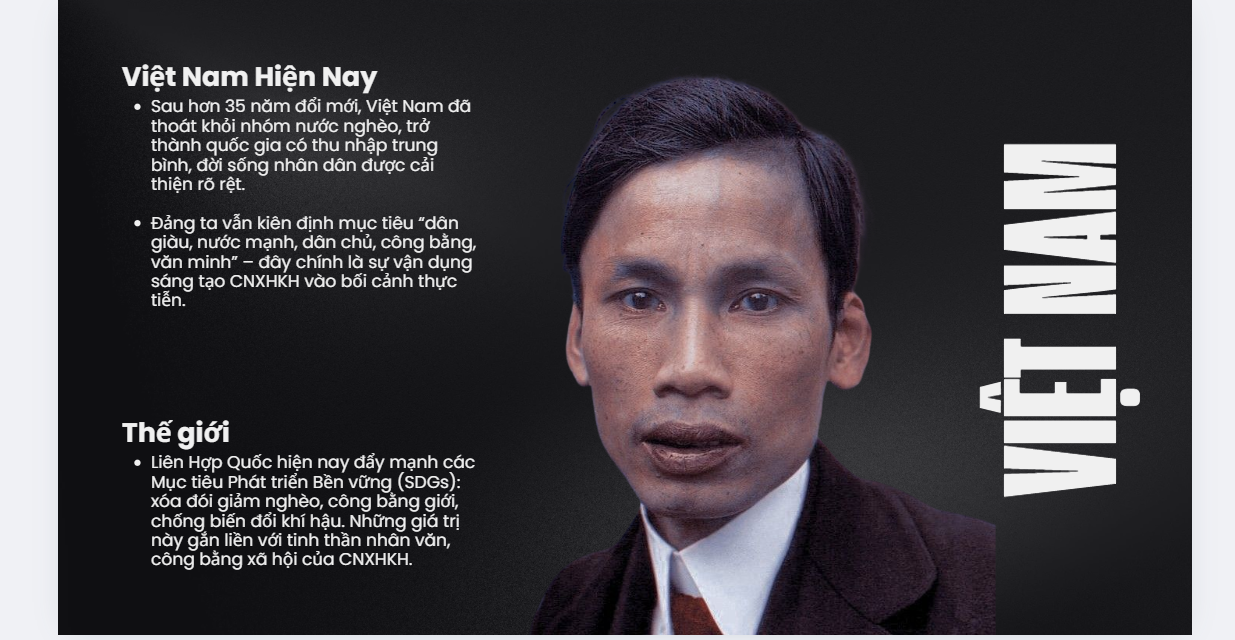 Việt Nam Hiện Nay
Sau hơn 35 năm đổi mới, Việt Nam đã
thoát khỏi nhóm nước nghèo, trở
thành quốc gia có thu nhập trung
bình, đời sống nhân dân được cải
thiện rõ rệt.
Đảng ta vẫn kiên định mục tiêu “dân
giàu, nước mạnh, dân chủ, công bằng,
văn minh” – đây chính là sự vận dụng
sáng tạo CNXHKH vào bối cảnh thực
tiễn.
Thế giới
Liên Hợp Quốc hiện nay đẩy mạnh các
Mục tiêu Phát triển Bền vững (SDGs):
xóa đói giảm nghèo, công bằng giới,
chống biến đổi khí hậu. Những giá trị
này gắn liền với tinh thần nhân văn,
công bằng xã hội của CNXHKH.
VIỆT NAM